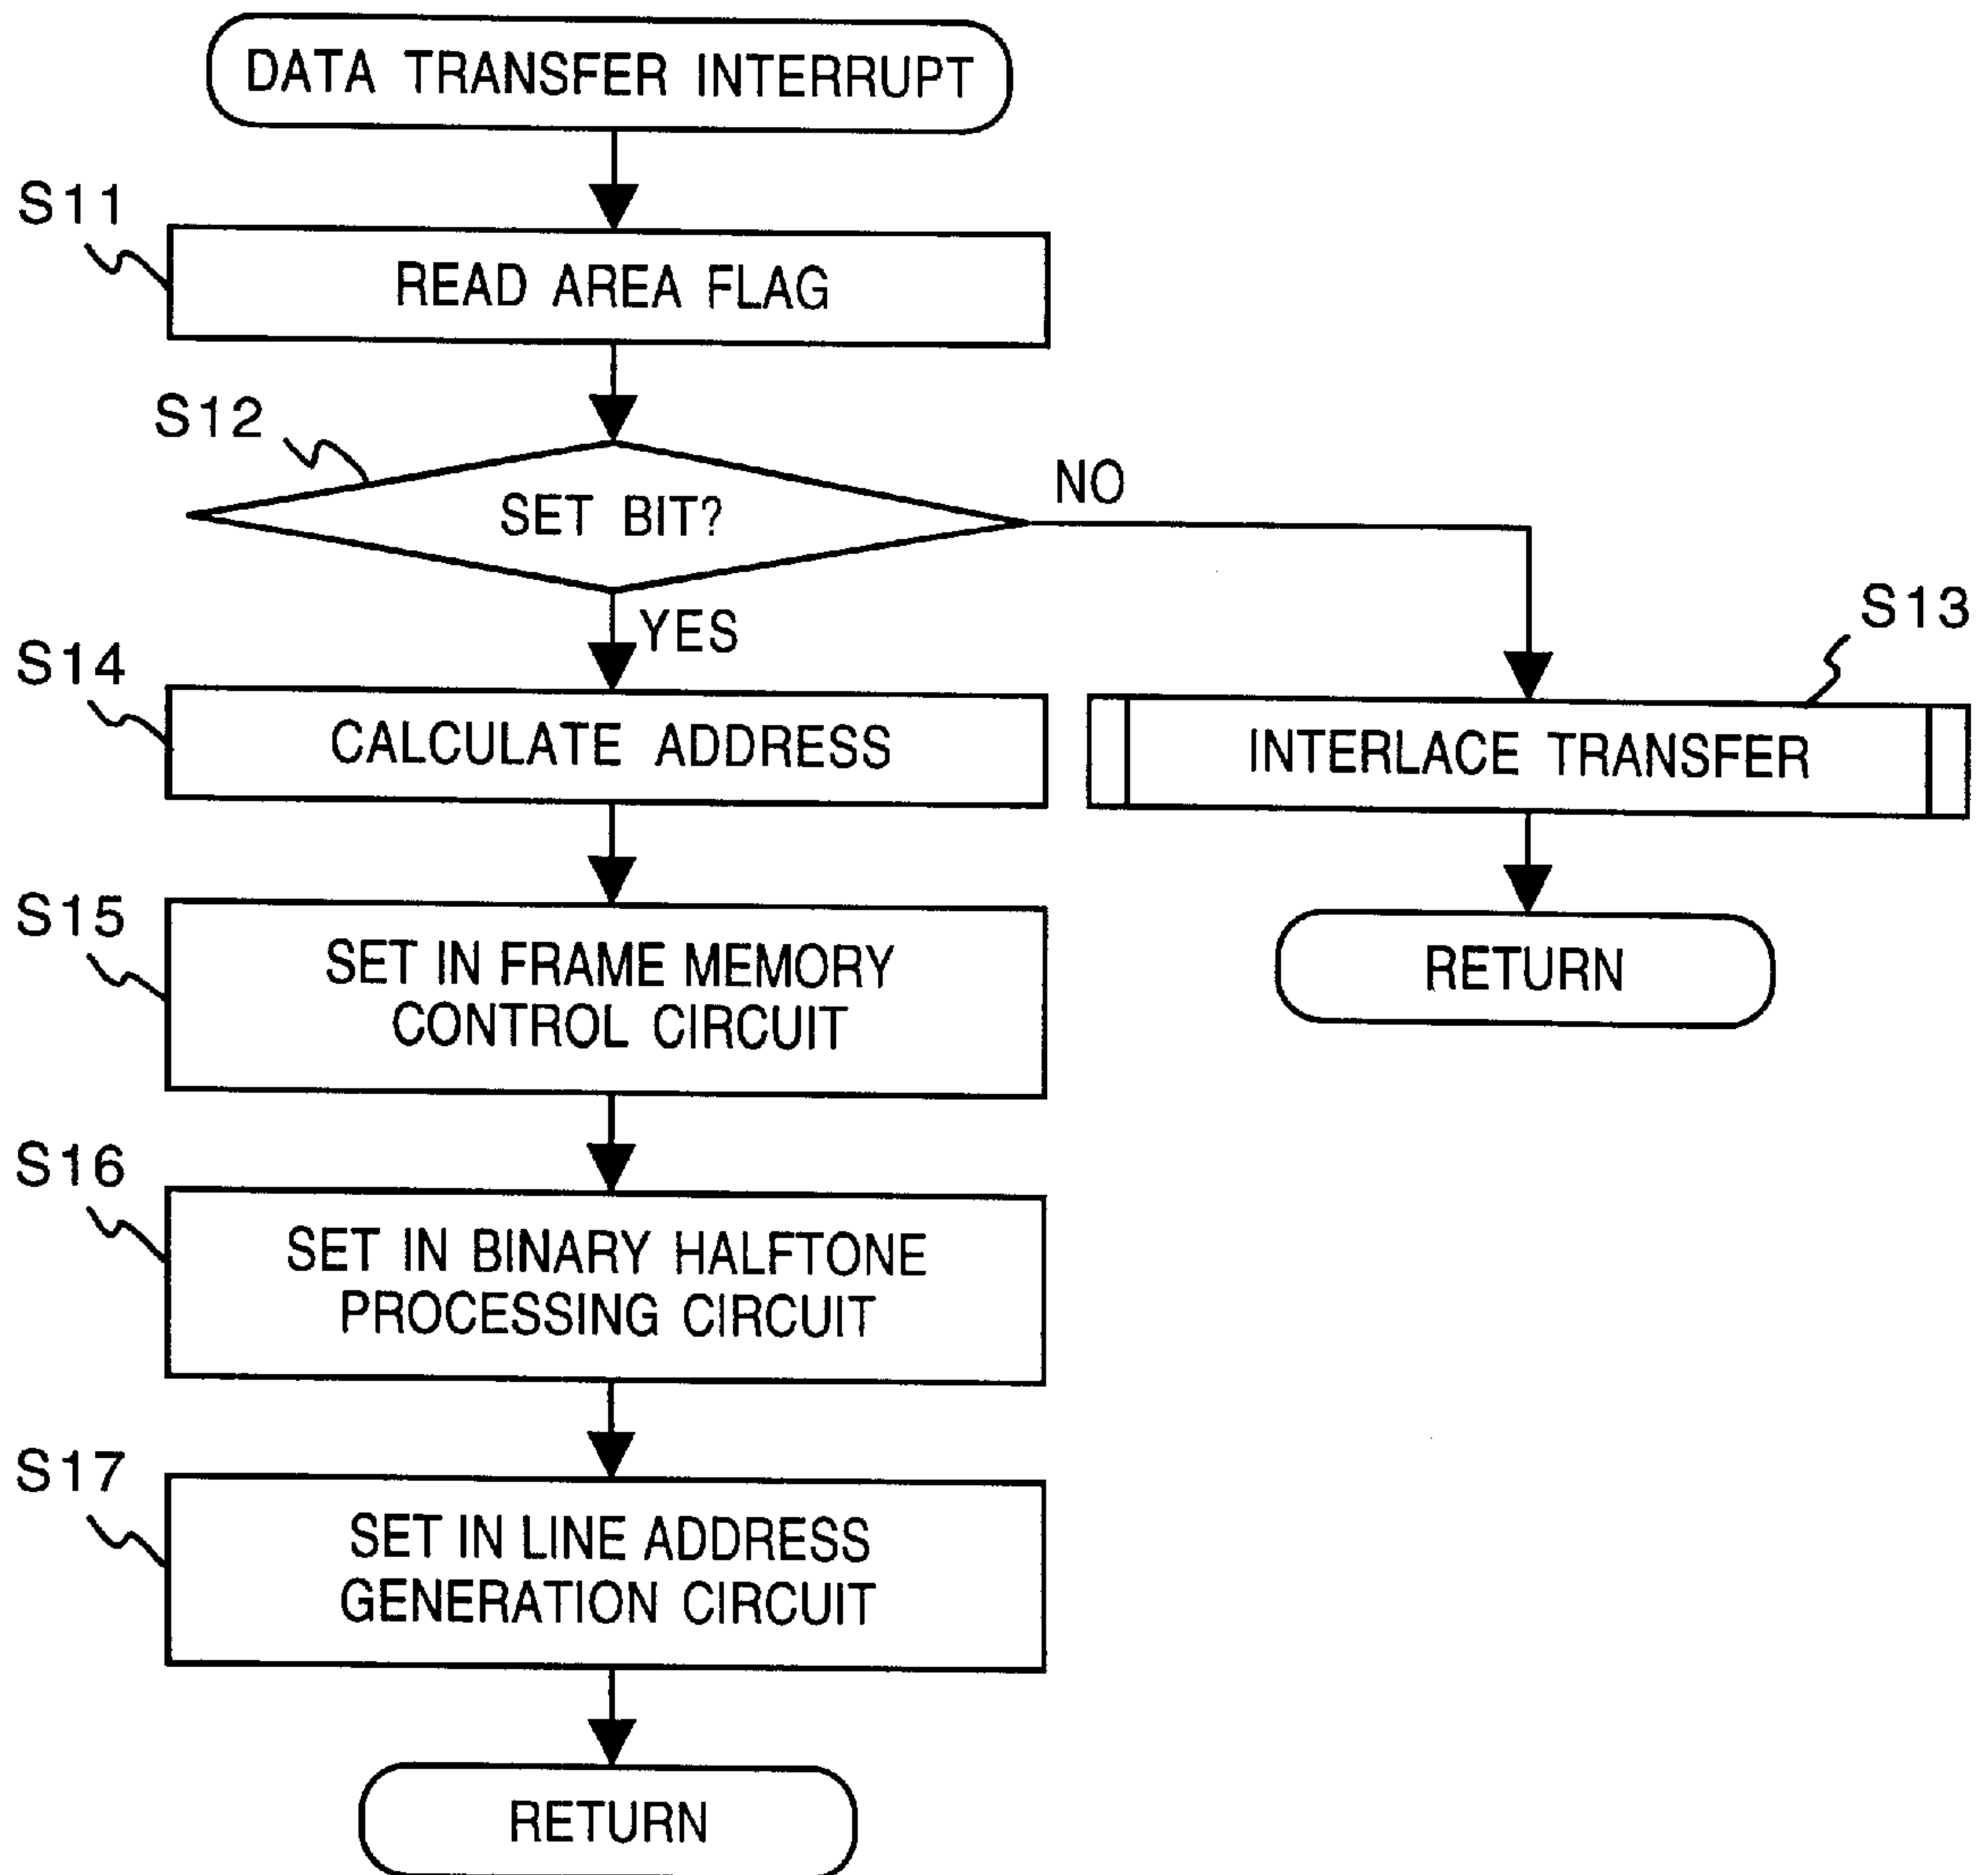 DATA TRANSFER INTERRUPT
S11
READ AREA FLAG
S12
SET BIT?
NO
YES
S13
S14
CALCULATE ADDRESS
INTERLACE TRANSFER
S15
SET IN FRAME MEMORY
CONTROL CIRCUIT
RETURN
S16
SET IN BINARY HALFTONE
PROCESSING CIRCUIT
S17
SET IN LINE ADDRESS
GENERATION CIRCUIT
RETURN